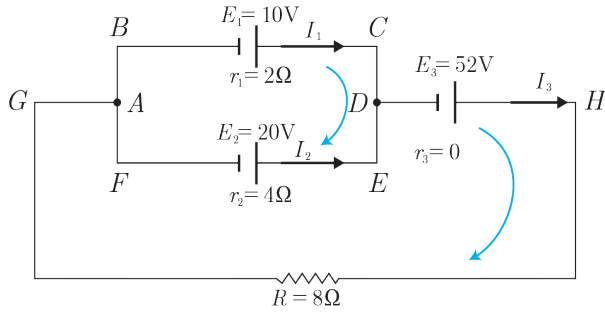 E₁= 10V
B
I₁
C
r₁= 2Ω
E₃= 52V
I₃
G
A
D
H
E₂= 20V
I₂
r₃= 0
F
E
r₂= 4Ω
R = 8Ω